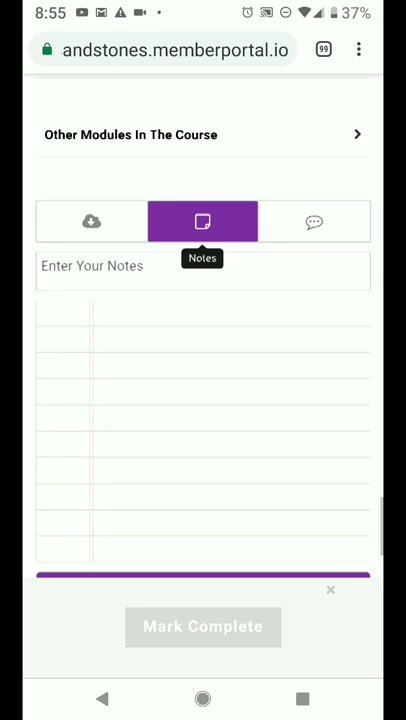 8:55
37%
andstones.memberportal.io
99
Other Modules In The Course
Notes
Enter Your Notes
Mark Complete